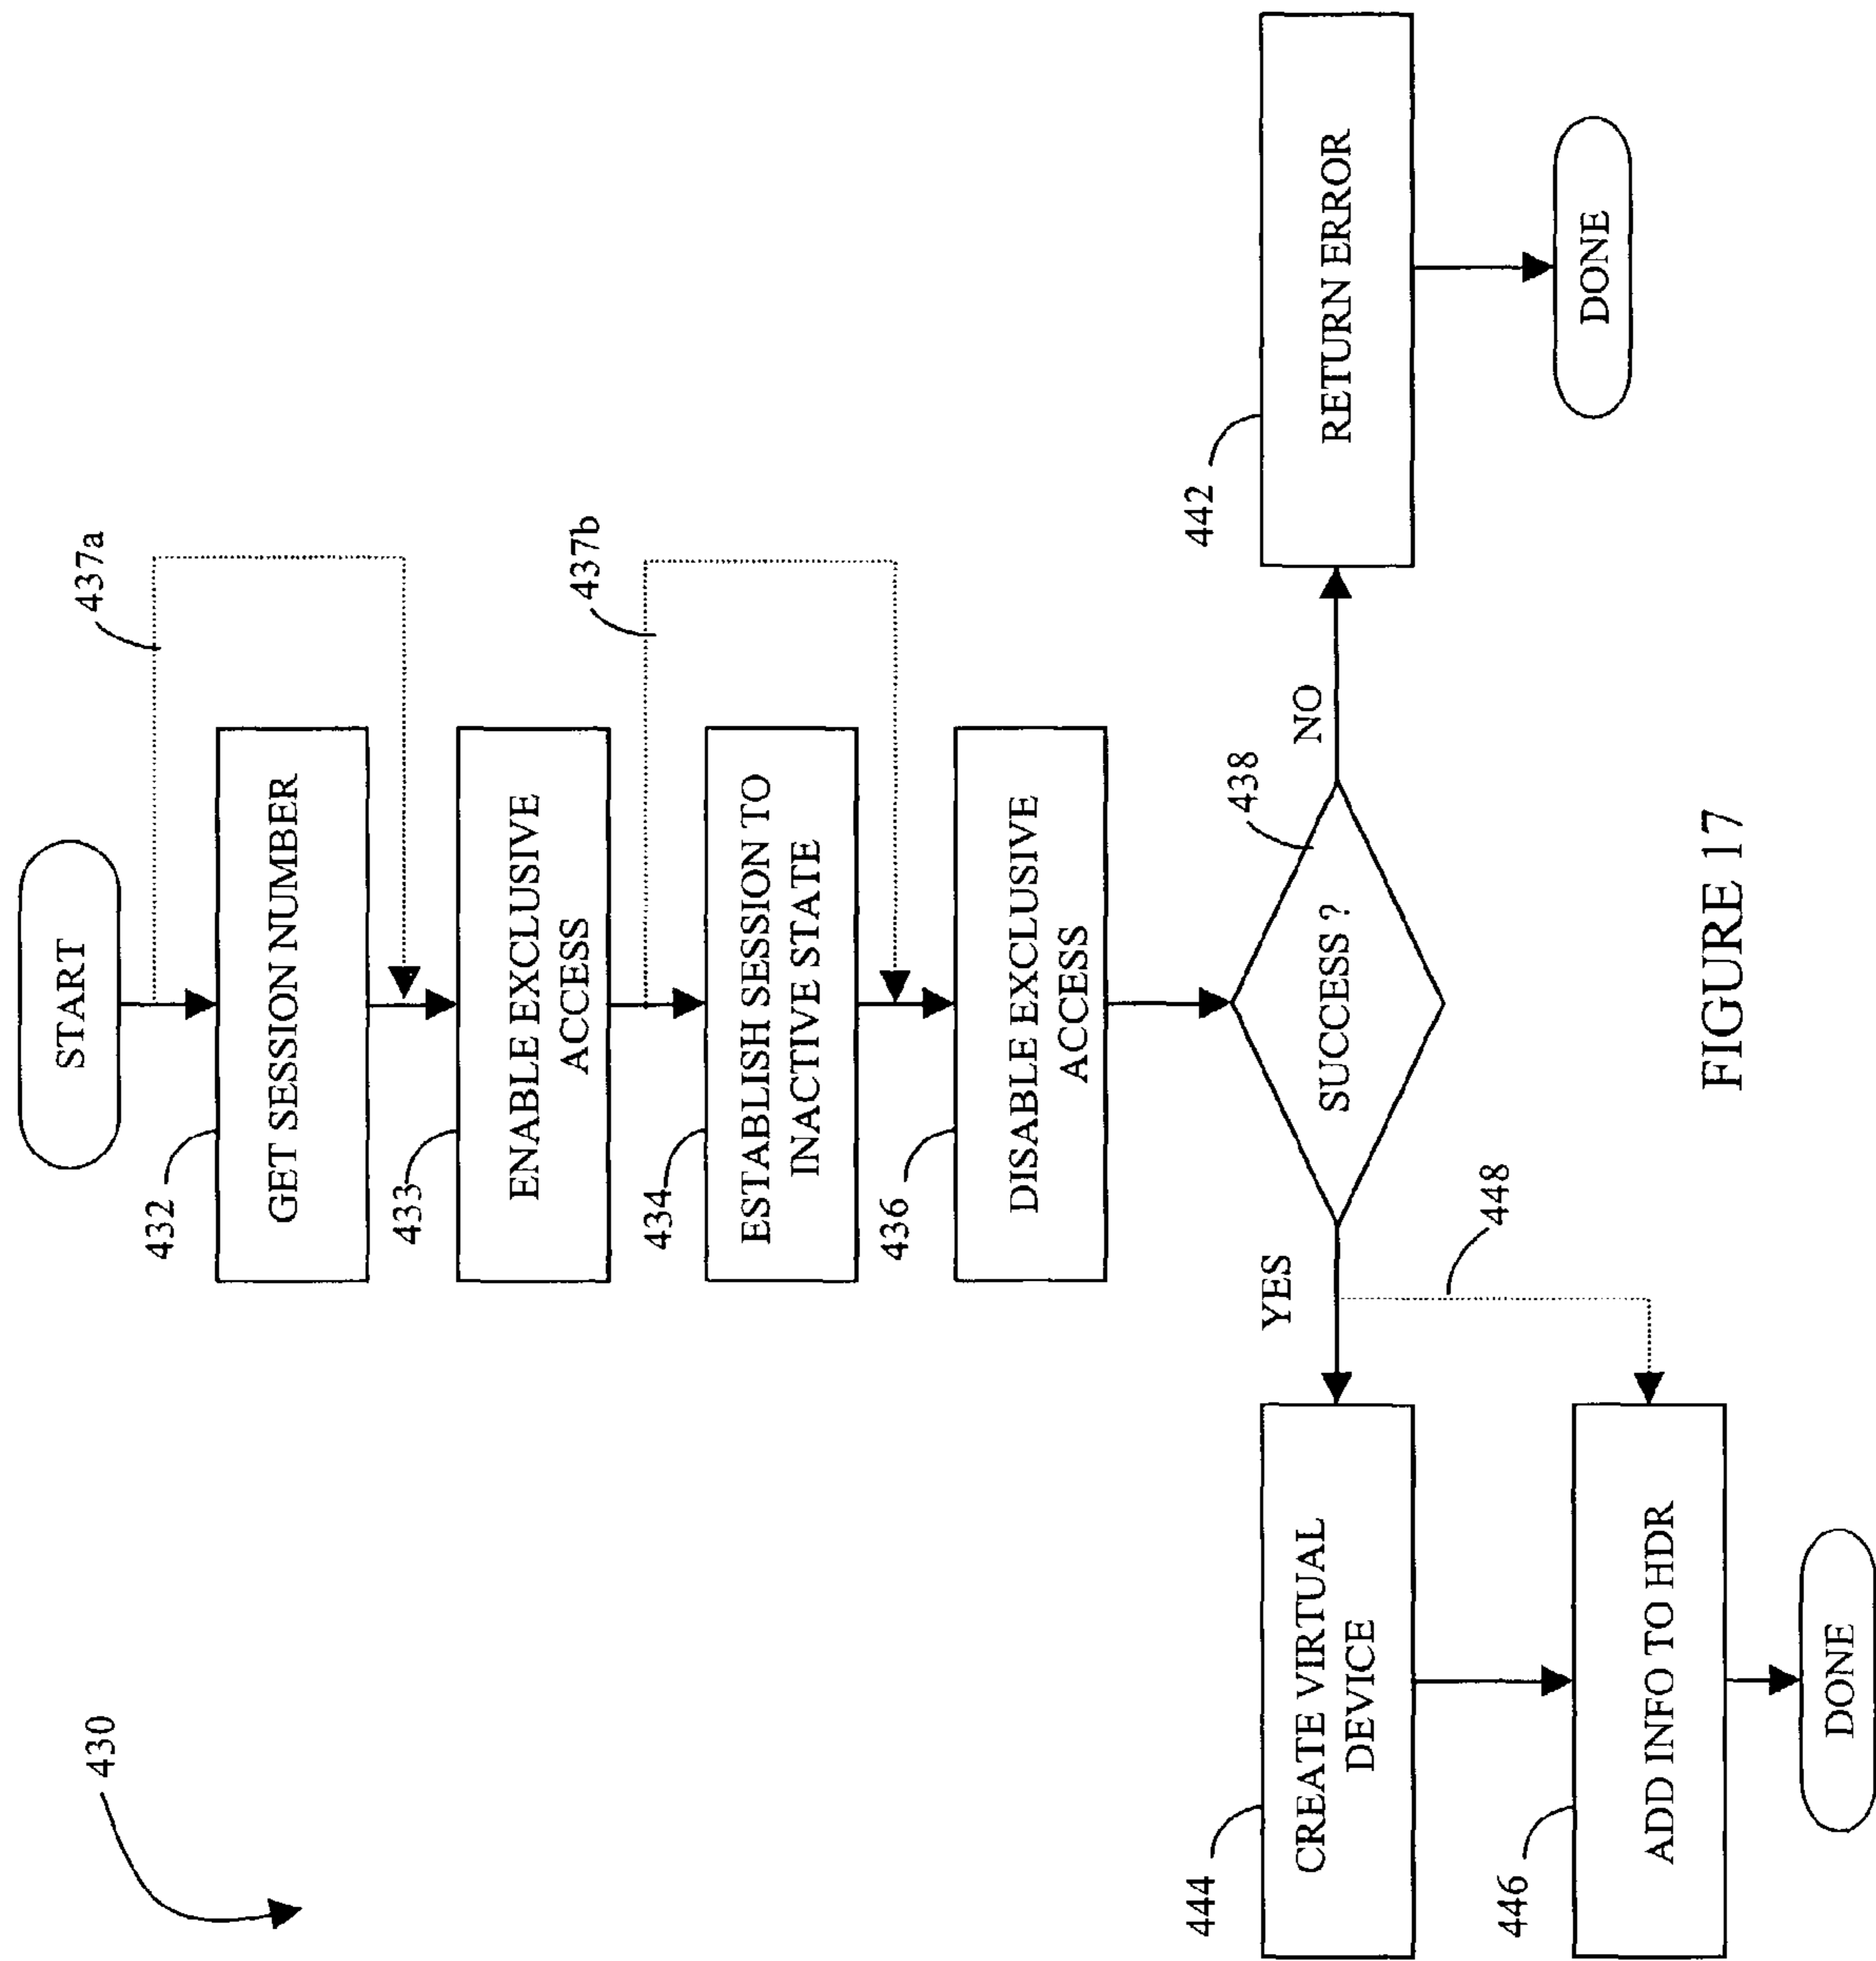 430
START
437a
432
GET SESSION NUMBER
433
ENABLE EXCLUSIVE
ACCESS
437b
434
ESTABLISH SESSION TO
INACTIVE STATE
436
DISABLE EXCLUSIVE
ACCESS
438
SUCCESS ?
YES
NO
448
444
CREATE VIRTUAL
DEVICE
442
RETURN ERROR
446
ADD INFO TO HDR
DONE
DONE
FIGURE 17